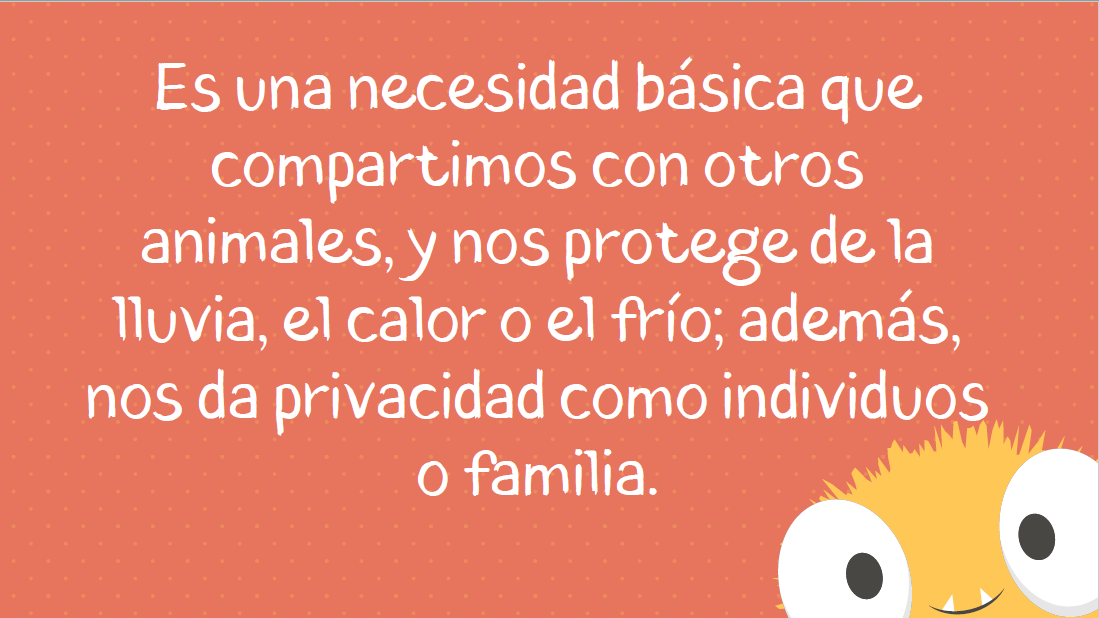 Es una necesidad básica que
compartimos con otros
animales, y nos protege de la
lluvia, el calor o el frío; además,
nos da privacidad como individuos
o familia.